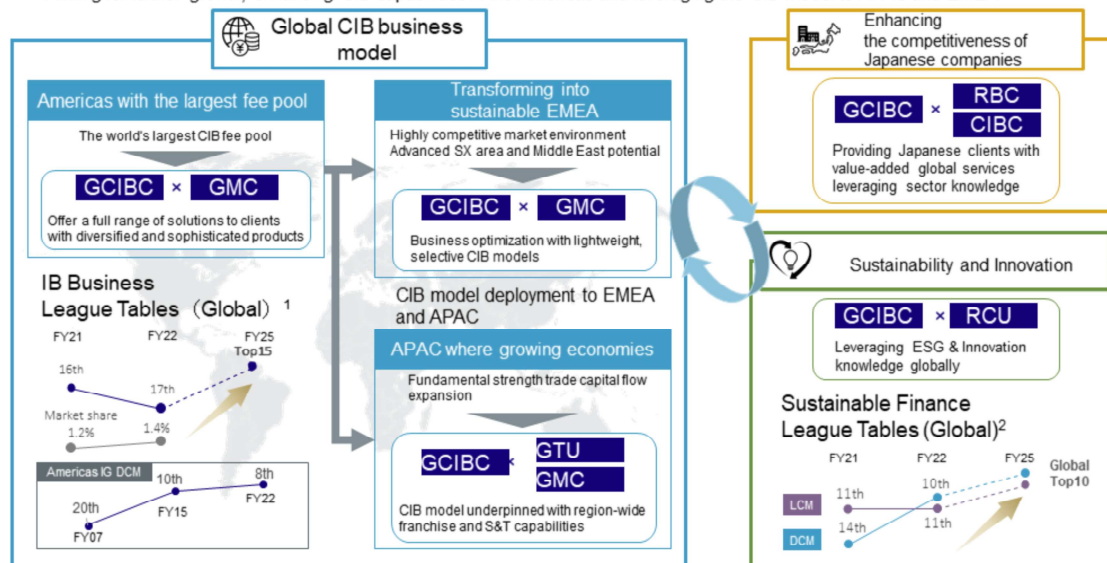 Global CIB business
model
Americas with the largest fee pool
The world's largest CIB fee pool
GCIBC × GMC
Offer a full range of solutions to clients
with diversified and sophisticated products
IB Business
League Tables (Global) 1
FY21 FY22 FY25
Top15
16th
17th
Market share
1.2%
1.4%
Americas IG DCM
20th
FY07
10th
FY15
8th
FY22
Transforming into
sustainable EMEA
Highly competitive market environment
Advanced SX area and Middle East potential
GCIBC × GMC
Business optimization with lightweight,
selective CIB models
CIB model deployment to EMEA
and APAC
APAC where growing economies
Fundamental strength trade capital flow
expansion
GCIBC × GTU
GMC
CIB model underpinned with region-wide
franchise and S&T capabilities
Enhancing
the competitiveness of
Japanese companies
GCIBC × RBC
CIBC
Providing Japanese clients with
value-added global services
leveraging sector knowledge
Sustainability and Innovation
GCIBC × RCU
Leveraging ESG & Innovation
knowledge globally
Sustainable Finance
League Tables (Global)2
FY21 FY22 FY25
Global
Top10
LCM
11th
11th
DCM
14th
10th